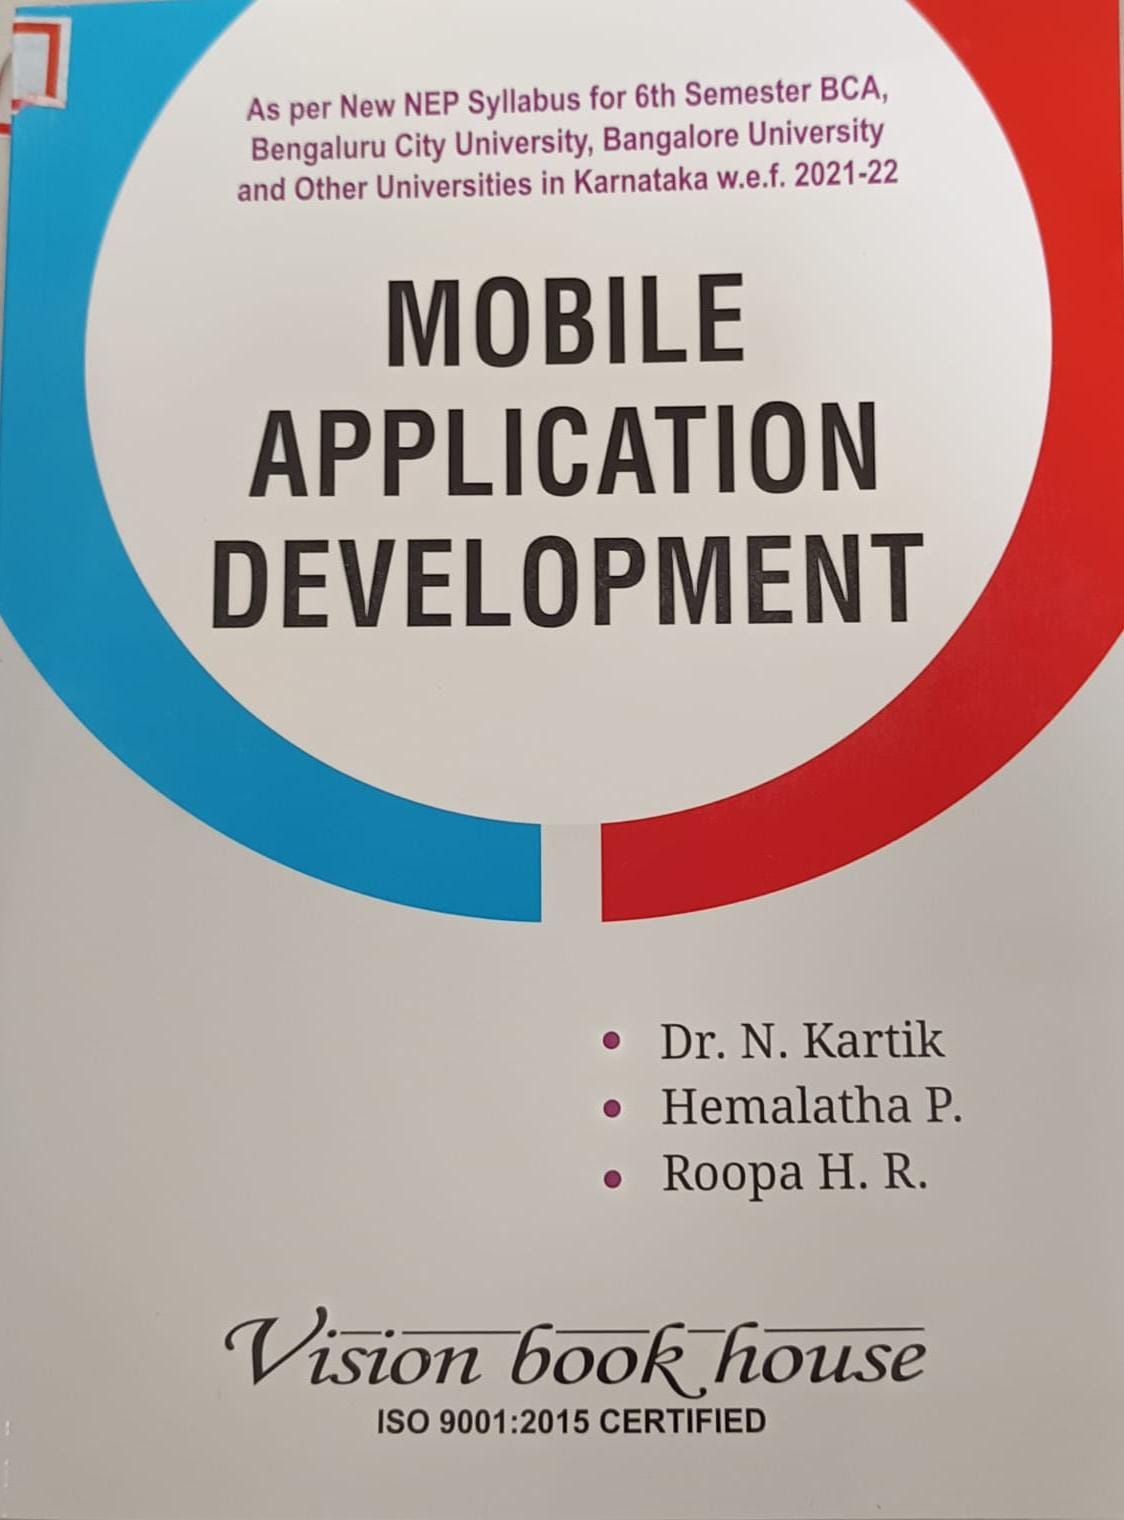 As per New NEP Syllabus for 6th Semester BCA,
Bengaluru City University, Bangalore University
and Other Universities in Karnataka w.e.f. 2021-22
MOBILE
APPLICATION
DEVELOPMENT
• Dr. N. Kartik
• Hemalatha P.
• Roopa H. R.
Vision book house
ISO 9001:2015 CERTIFIED